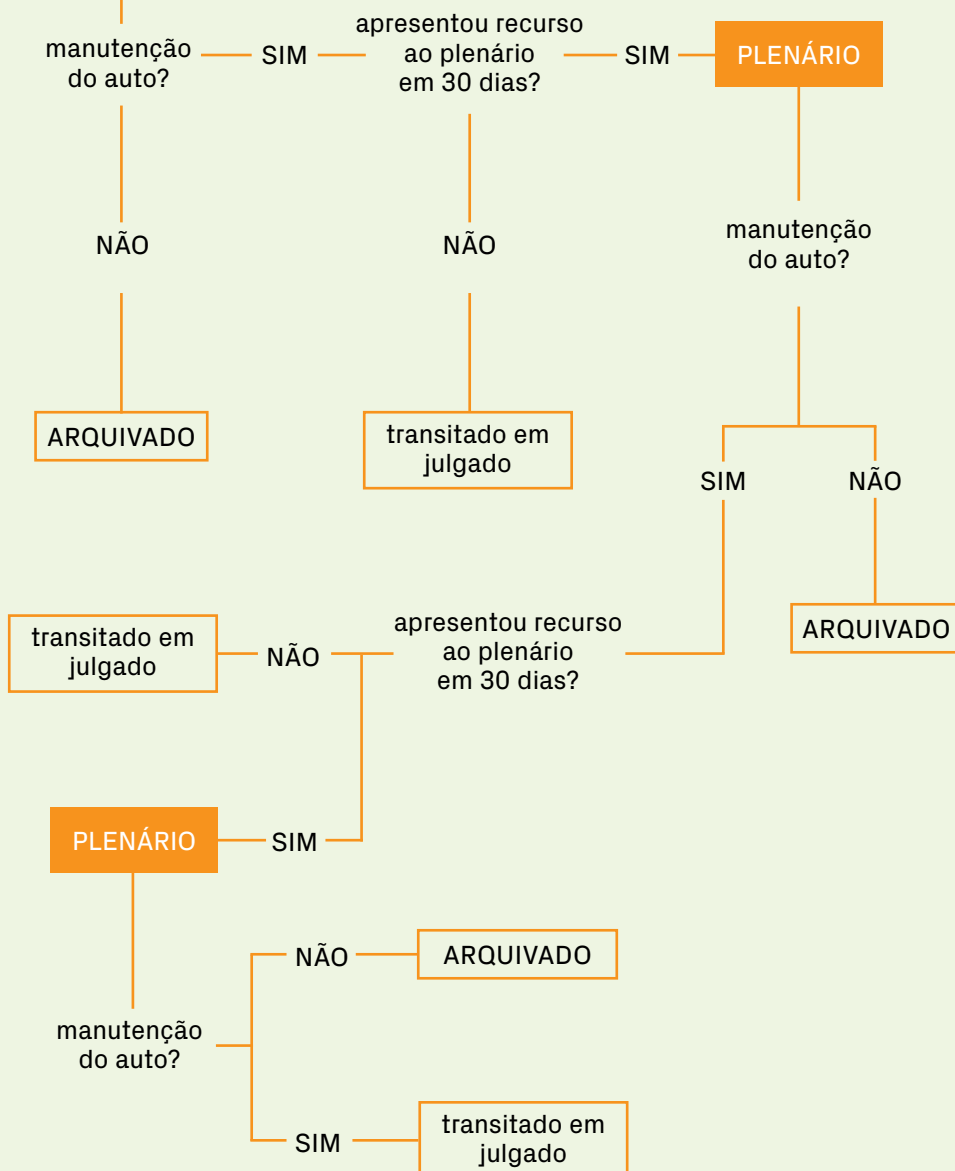 manutenção
do auto?
SIM
apresentou recurso
ao plenário
em 30 dias?
SIM
PLENÁRIO
NÃO
NÃO
manutenção
do auto?
ARQUIVADO
transitado em
julgado
SIM
NÃO
ARQUIVADO
transitado em
julgado
NÃO
apresentou recurso
ao plenário
em 30 dias?
PLENÁRIO
SIM
NÃO
ARQUIVADO
manutenção
do auto?
SIM
transitado em
julgado